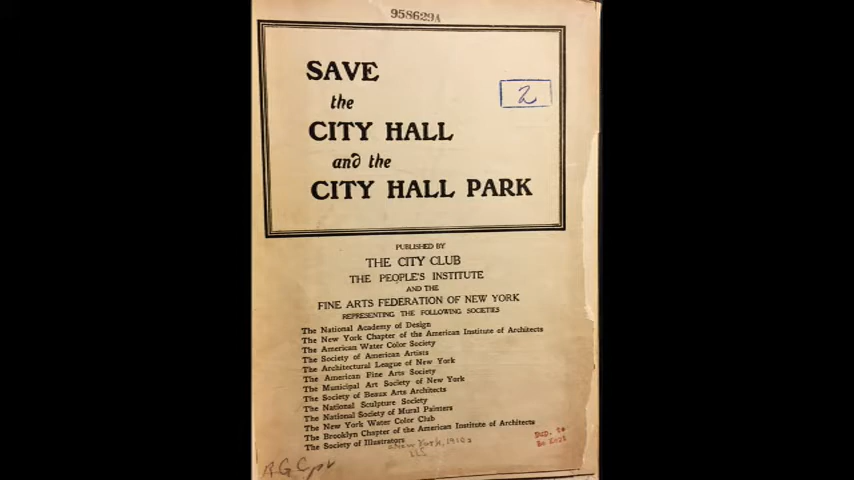 958629A
SAVE
the
CITY HALL
and the
CITY HALL PARK
2
PUBLISHED BY
THE CITY CLUB
THE PEOPLE'S INSTITUTE
AND THE
FINE ARTS FEDERATION OF NEW YORK
REPRESENTING THE FOLLOWING SOCIETIES
The National Academy of Design
The New York Chapter of the American Institute of Architects
The American Water Color Society
The Society of American Artists
The Architectural League of New York
The American Fine Arts Society
The Municipal Art Society of New York
The Society of Beaux Arts Architects
The National Sculpture Society
The National Society of Mural Painters
The New York Water Color Club
The Brooklyn Chapter of the American Institute of Architects
The Society of Illustrators
New York, 1910